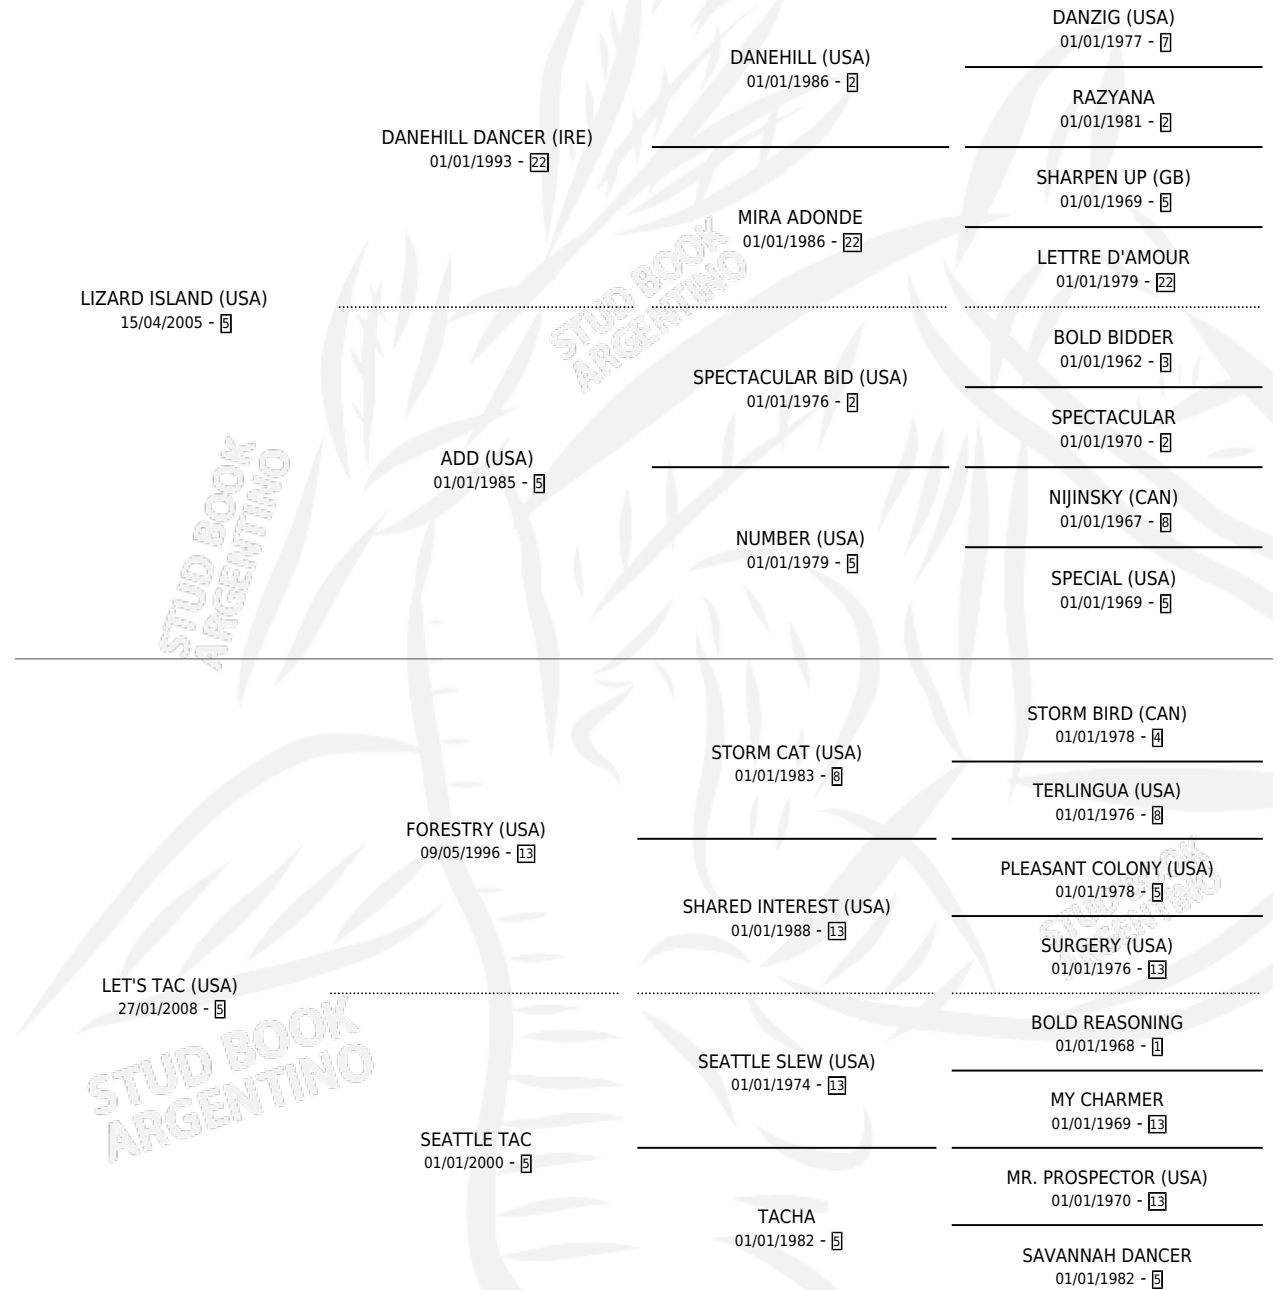 LIZARD ISLAND (USA)
15/04/2005 - 5
DANEHILL DANCER (IRE)
01/01/1993 - 22
DANEHILL (USA)
01/01/1986 - 2
DANZIG (USA)
01/01/1977 - 7
RAZYANA
01/01/1981 - 2
MIRA ADONDE
01/01/1986 - 22
SHARPEN UP (GB)
01/01/1969 - 5
LETTRE D'AMOUR
01/01/1979 - 22
ADD (USA)
01/01/1985 - 5
SPECTACULAR BID (USA)
01/01/1976 - 2
BOLD BIDDER
01/01/1962 - 3
SPECTACULAR
01/01/1970 - 2
NUMBER (USA)
01/01/1979 - 5
NIJINSKY (CAN)
01/01/1967 - 8
SPECIAL (USA)
01/01/1969 - 5
LET'S TAC (USA)
27/01/2008 - 5
FORESTRY (USA)
09/05/1996 - 13
STORM CAT (USA)
01/01/1983 - 8
STORM BIRD (CAN)
01/01/1978 - 4
TERLINGUA (USA)
01/01/1976 - 8
SHARED INTEREST (USA)
01/01/1988 - 13
PLEASANT COLONY (USA)
01/01/1978 - 5
SURGERY (USA)
01/01/1976 - 13
SEATTLE TAC
01/01/2000 - 5
SEATTLE SLEW (USA)
01/01/1974 - 13
BOLD REASONING
01/01/1968 - 1
MY CHARMER
01/01/1969 - 13
TACHA
01/01/1982 - 5
MR. PROSPECTOR (USA)
01/01/1970 - 13
SAVANNAH DANCER
01/01/1982 - 5
STUD BOOK
ARGENTINO
STUD BOOK
ARGENTINO
STUD BOOK
ARGENTINO
STUD BOOK
ARGENTINO